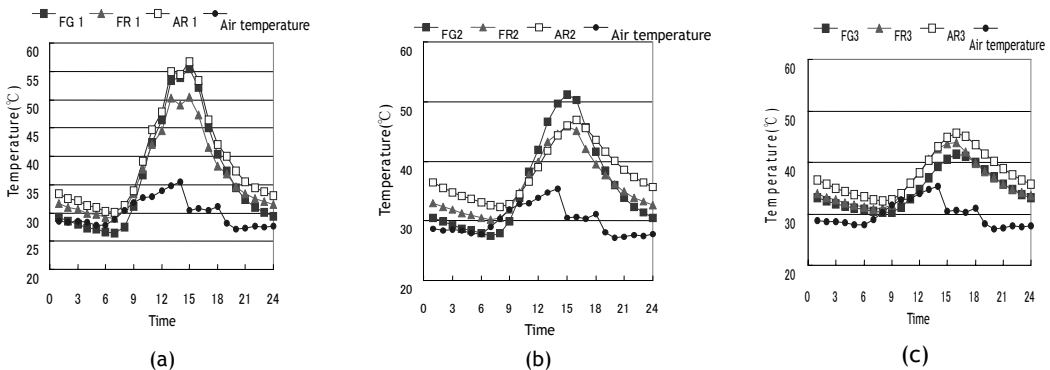 FG 1 FR 1 AR 1 Air temperature
60
55
50
45
40
35
30
25
20
Temperature(℃)
0 3 6 9 12 15 18 21 24
Time
(a)
FG2 FR2 AR2 Air temperature
60
50
40
30
20
Temperature(℃)
0 3 6 9 12 15 18 21 24
Time
(b)
FG3 FR3 AR3
Air temperature
60
50
40
30
20
Temperature(℃)
0 3 6 9 12 15 18 21 24
Time
(c)